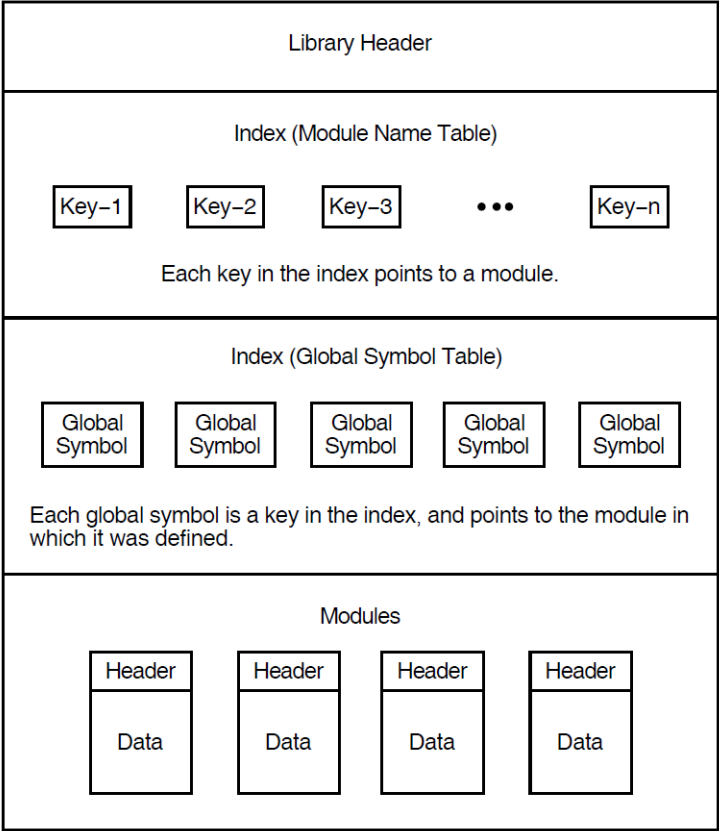 Library Header
Index (Module Name Table)
Key–1 Key–2 Key–3 ••• Key–n
Each key in the index points to a module.
Index (Global Symbol Table)
Global Global Global Global Global
Symbol Symbol Symbol Symbol Symbol
Each global symbol is a key in the index, and points to the module in
which it was defined.
Modules
Header Header Header Header
Data Data Data Data